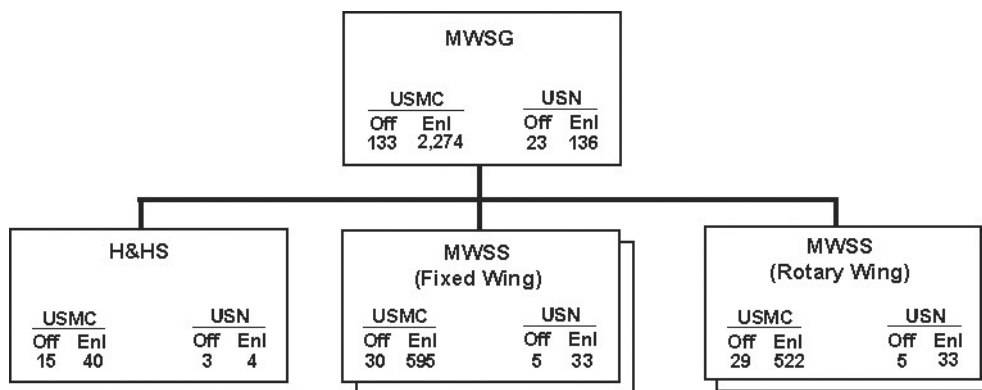 MWSG
USMC USN
Off Enl Off Enl
133 2,274 23 136
H&HS
USMC USN
Off Enl Off Enl
15 40 3 4
MWSS
(Fixed Wing)
USMC USN
Off Enl Off Enl
30 595 5 33
MWSS
(Rotary Wing)
USMC USN
Off Enl Off Enl
29 522 5 33